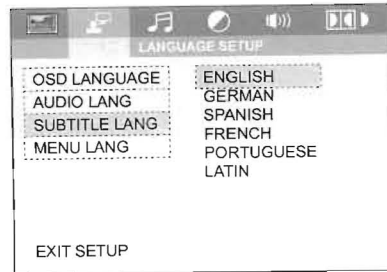 LANGUAGE SETUP
OSD LANGUAGE
AUDIO LANG
SUBTITLE LANG
MENU LANG
ENGLISH
GERMAN
SPANISH
FRENCH
PORTUGUESE
LATIN
EXIT SETUP